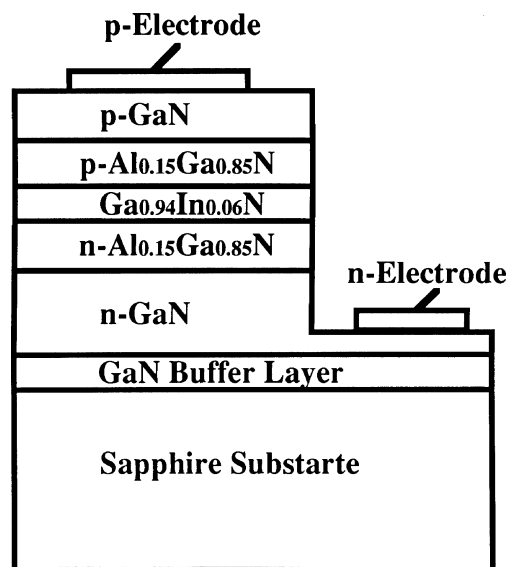 p-Electrode
p-GaN
p-Al0.15Ga0.85N
Ga0.94In0.06N
n-Al0.15Ga0.85N
n-Electrode
n-GaN
GaN Buffer Layer
Sapphire Substarte